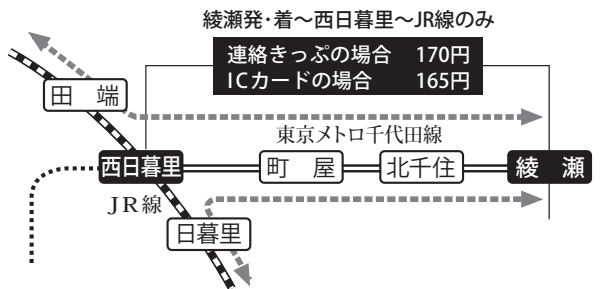 綾瀬発・着～西日暮里～JR線のみ
連絡きっぷの場合 170円
ICカードの場合 165円
田 端
東京メトロ千代田線
西日暮里
町 屋
北千住
綾 瀬
JR線
日暮里